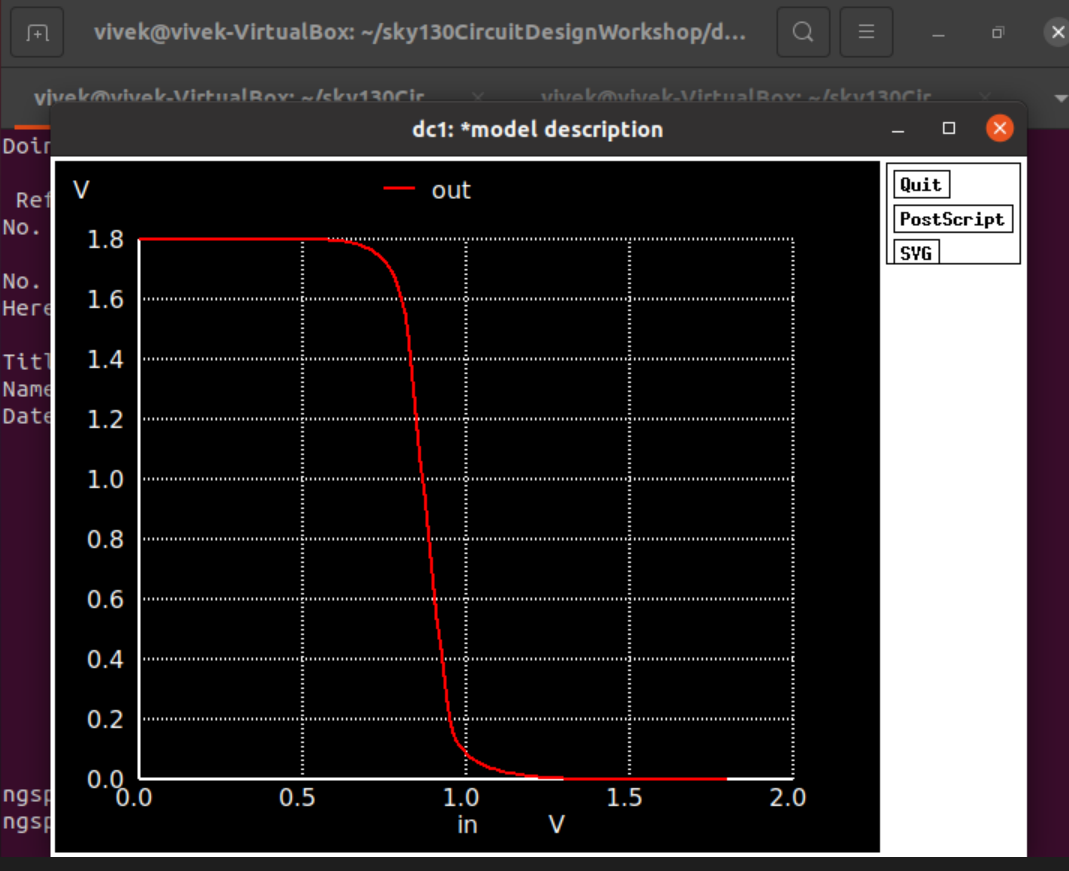 vivek@vivek-VirtualBox: ~/sky130CircuitDesignWorkshop/d...
vivek@vivek-VirtualBox: ~/sky130Cir
vivek@vivek-VirtualBox: ~/sky130Cir
dc1: *model description
Quit
PostScript
SVG
V
out
1.8
1.6
1.4
1.2
1.0
0.8
0.6
0.4
0.2
0.0
0.0 0.5 1.0 1.5 2.0
in V
Doin
Ref
No.
No.
Here
Titl
Name
Date
ngsp
ngsp